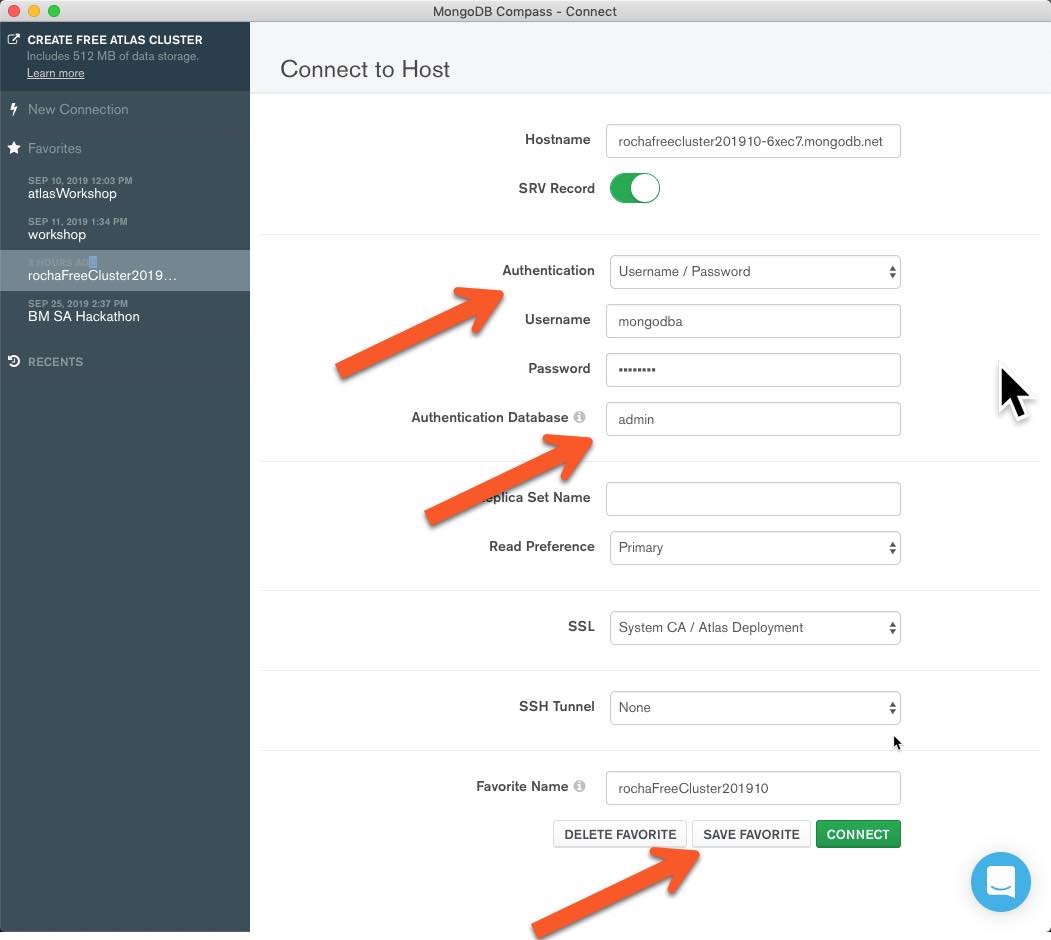 MongoDB Compass - Connect
CREATE FREE ATLAS CLUSTER
Includes 512 MB of data storage.
Learn more
New Connection
Favorites
SEP 10, 2019 12:03 PM
atlasWorkshop
SEP 11, 2019 1:34 PM
workshop
HOURS
rochaFreeCluster2019…
SEP 25, 2019 2:37 PM
BM SA Hackathon
RECENTS
Connect to Host
Hostname
rochafreecluster201910-6xec7.mongodb.net
SRV Record
Authentication
Username / Password
Username
mongodba
Password
••••••••
Authentication Database
admin
Set Name
Read Preference
Primary
SSL
System CA / Atlas Deployment
SSH Tunnel
None
Favorite Name
rochaFreeCluster201910
DELETE FAVORITE
SAVE FAVORITE
CONNECT